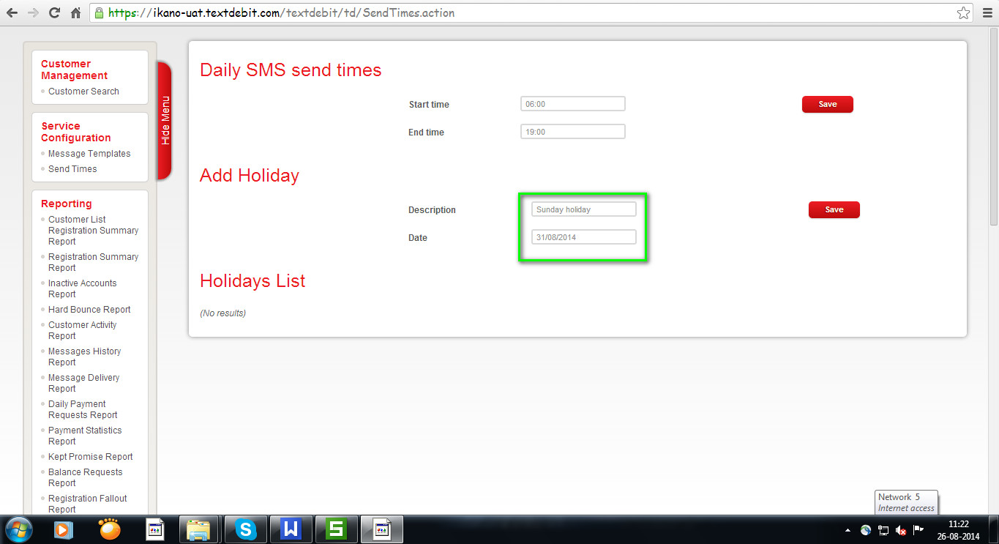 https://ikano-uat.textdebit.com/textdebit/td/SendTimes.action
Customer
Management
Customer Search
Service
Configuration
Message Templates
Send Times
Reporting
Customer List
Registration Summary
Report
Registration Summary
Report
Inactive Accounts
Report
Hard Bounce Report
Customer Activity
Report
Messages History
Report
Message Delivery
Report
Daily Payment
Requests Report
Payment Statistics
Report
Kept Promise Report
Balance Requests
Report
Registration Fallout
Report
Hide Menu
Daily SMS send times
Start time 06:00 Save
End time 19:00
Add Holiday
Description Sunday holiday Save
Date 31/08/2014
Holidays List
(No results)
Network 5
Internet access
11:22
26-08-2014